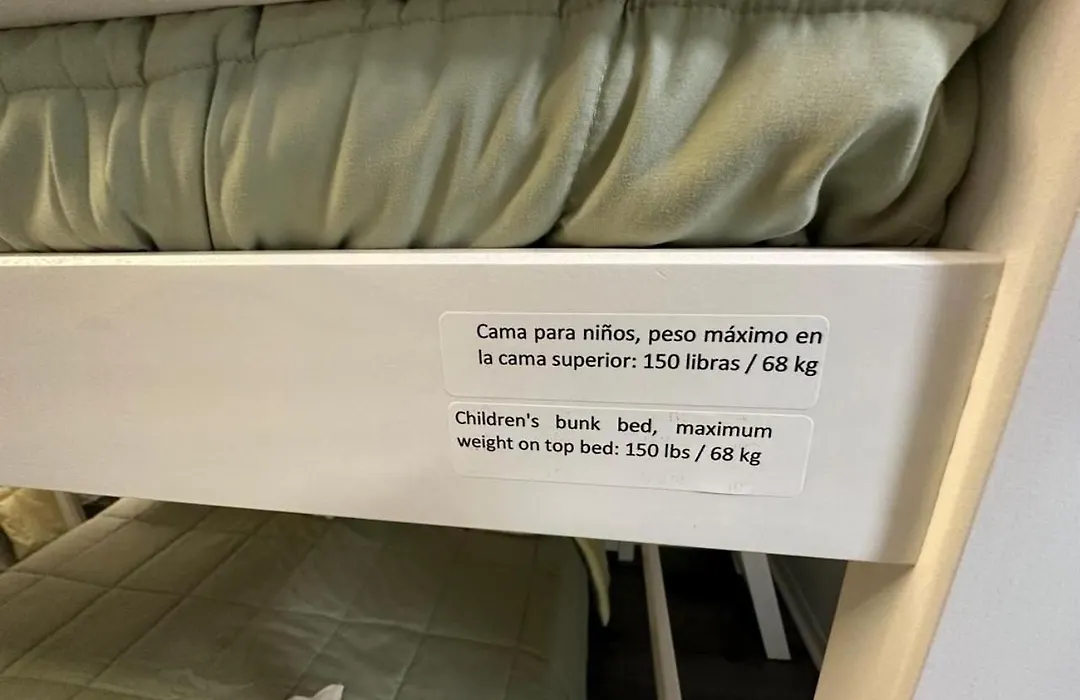 Cama para niños, peso máximo en
la cama superior: 150 libras / 68 kg
Children's bunk bed, maximum
weight on top bed: 150 lbs / 68 kg